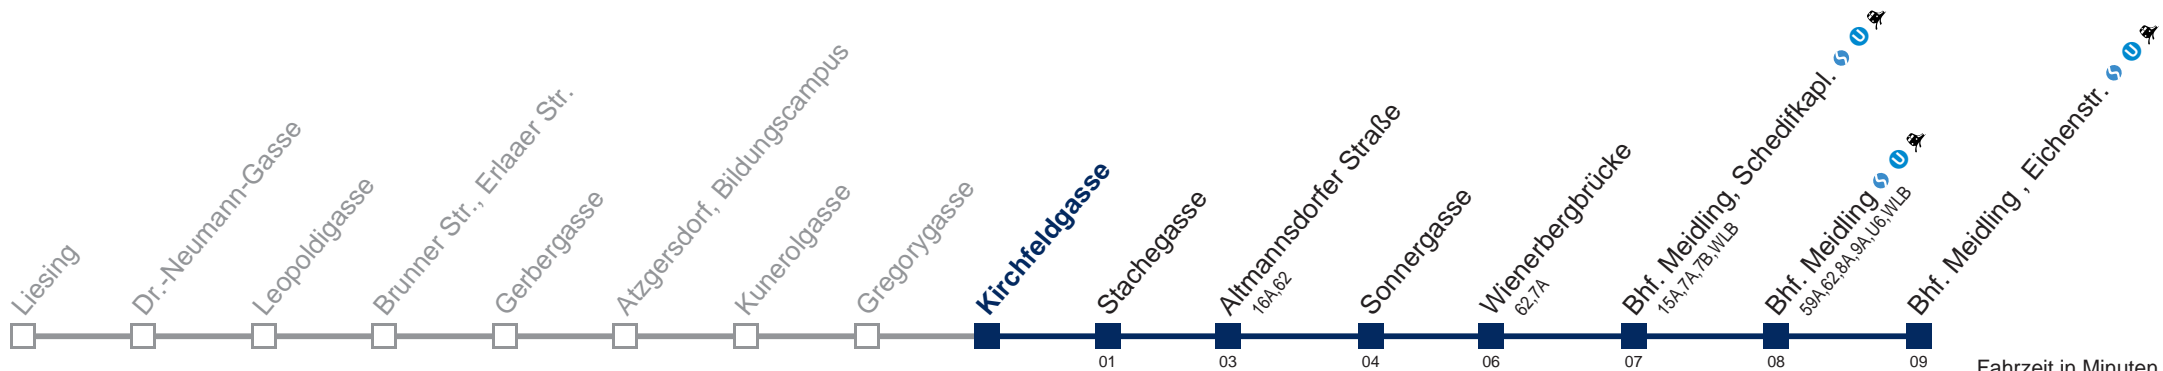 Liesing
Dr.-Neumann-Gasse
Leopoldigasse
Brunner Str., Erlaaer Str.
Gerbergasse
Atzgersdorf, Bildungscampus
Kunerolgasse
Gregorygasse
Kirchfeldgasse
Stachegasse
Altmannsdorfer Straße
16A,62
Sonnergasse
Wienerbergbrücke
62,7A
Bhf. Meidling, Schedifkapl. S U
15A,7A,7B,WLB
Bhf. Meidling S U
59A,62,8A,9A,U6,WLB
Bhf. Meidling , Eichenstr. S U
01 03 04 06 07 08 09
Fahrzeit in Minuten